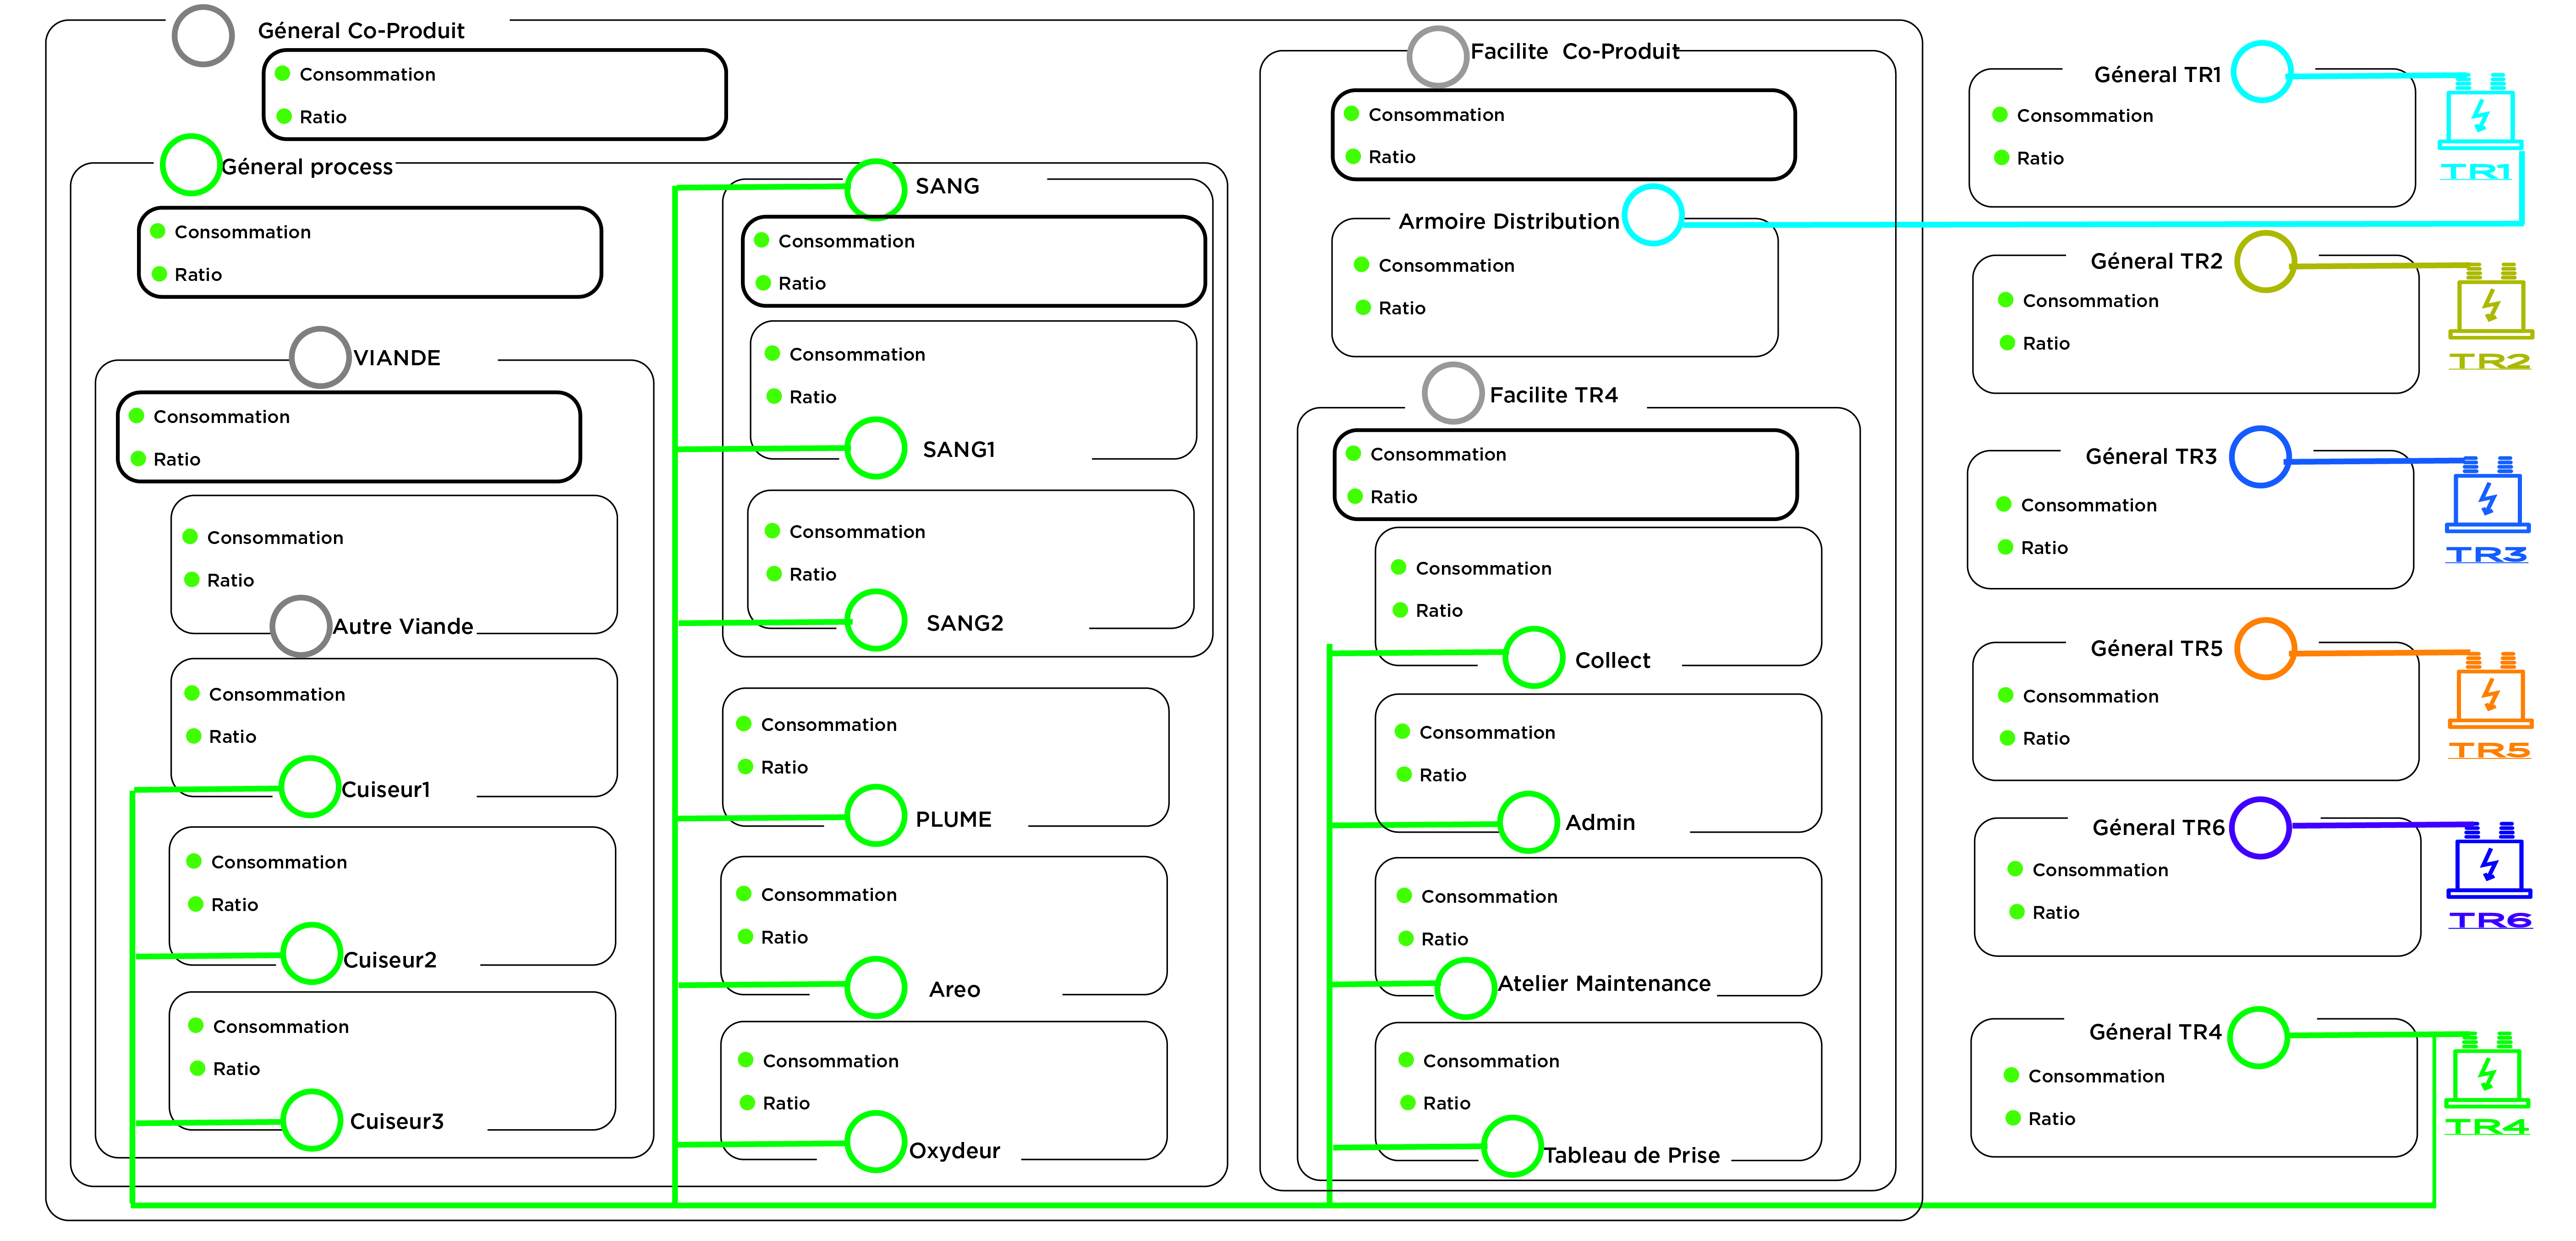 Géneral Co-Produit
Consommation
Ratio
Géneral process
Consommation
Ratio
VIANDE
Consommation
Ratio
Consommation
Ratio
Autre Viande
Consommation
Ratio
Cuiseur1
Consommation
Ratio
Cuiseur2
Consommation
Ratio
Cuiseur3
SANG
Consommation
Ratio
Consommation
Ratio
SANG1
Consommation
Ratio
SANG2
Consommation
Ratio
PLUME
Consommation
Ratio
Areo
Consommation
Ratio
Oxydeur
Facilite Co-Produit
Consommation
Ratio
Armoire Distribution
Consommation
Ratio
Facilite TR4
Consommation
Ratio
Consommation
Ratio
Collect
Consommation
Ratio
Admin
Consommation
Ratio
Atelier Maintenance
Consommation
Ratio
Tableau de Prise
Géneral TR1
Consommation
Ratio
TR1
Géneral TR2
Consommation
Ratio
TR2
Géneral TR3
Consommation
Ratio
TR3
Géneral TR5
Consommation
Ratio
TR5
Géneral TR6
Consommation
Ratio
TR6
Géneral TR4
Consommation
Ratio
TR4